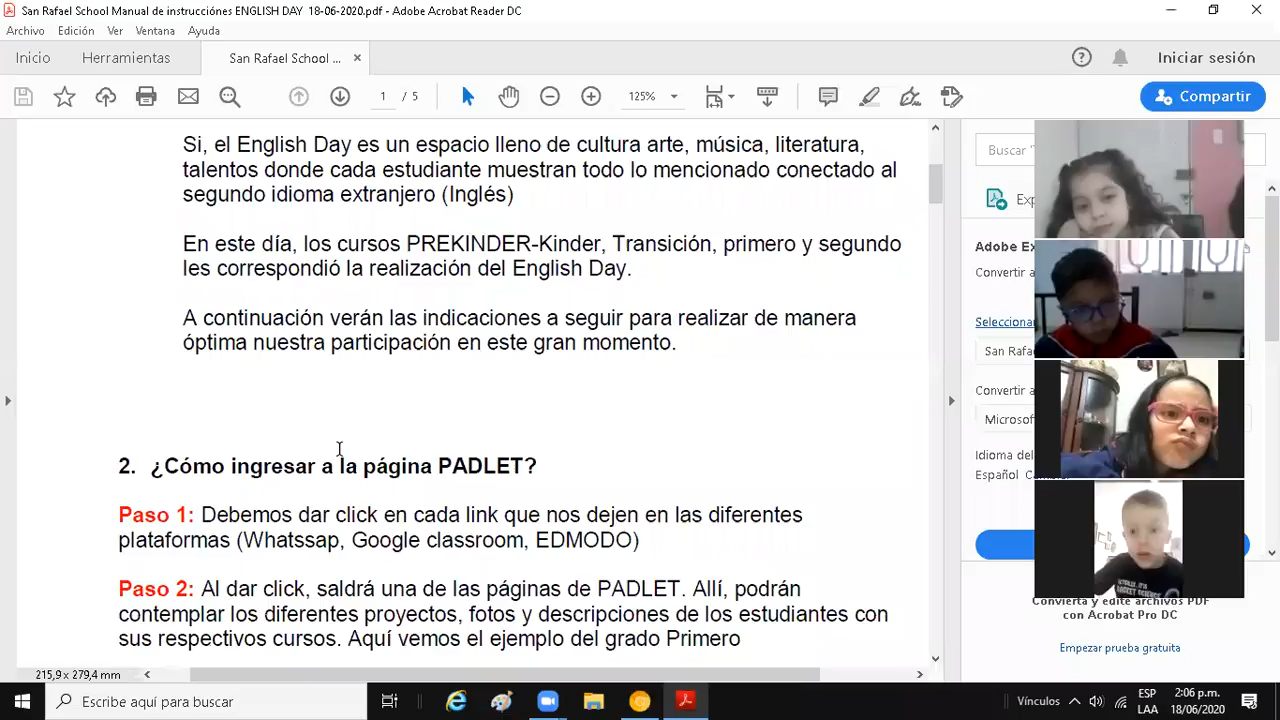 San Rafael School Manual de instrucciónes ENGLISH DAY 18-06-2020.pdf - Adobe Acrobat Reader DC
Archivo Edición Ver Ventana Ayuda
Inicio Herramientas San Rafael School ... × Iniciar sesión
1 / 5 125% Compartir
Si, el English Day es un espacio lleno de cultura arte, música, literatura,
talentos donde cada estudiante muestran todo lo mencionado conectado al
segundo idioma extranjero (Inglés)
En este día, los cursos PREKINDER-Kinder, Transición, primero y segundo
les correspondió la realización del English Day.
A continuación verán las indicaciones a seguir para realizar de manera
óptima nuestra participación en este gran momento.
2. ¿Cómo ingresar a la página PADLET?
Paso 1: Debemos dar click en cada link que nos dejen en las diferentes
plataformas (Whatssap, Google classroom, EDMODO)
Paso 2: Al dar click, saldrá una de las páginas de PADLET. Allí, podrán
contemplar los diferentes proyectos, fotos y descripciones de los estudiantes con
sus respectivos cursos. Aquí vemos el ejemplo del grado Primero
215,9 x 279,4 mm
Buscar
Exp
Adobe Ex
Convertir a
Seleccionar
San Rafa
Convertir a
Microsof
Idioma del
Español
Convierta y edite archivos PDF
con Acrobat Pro DC
Empezar prueba gratuita
Escribe aquí para buscar
Vínculos
ESP
LAA
2:06 p.m.
18/06/2020